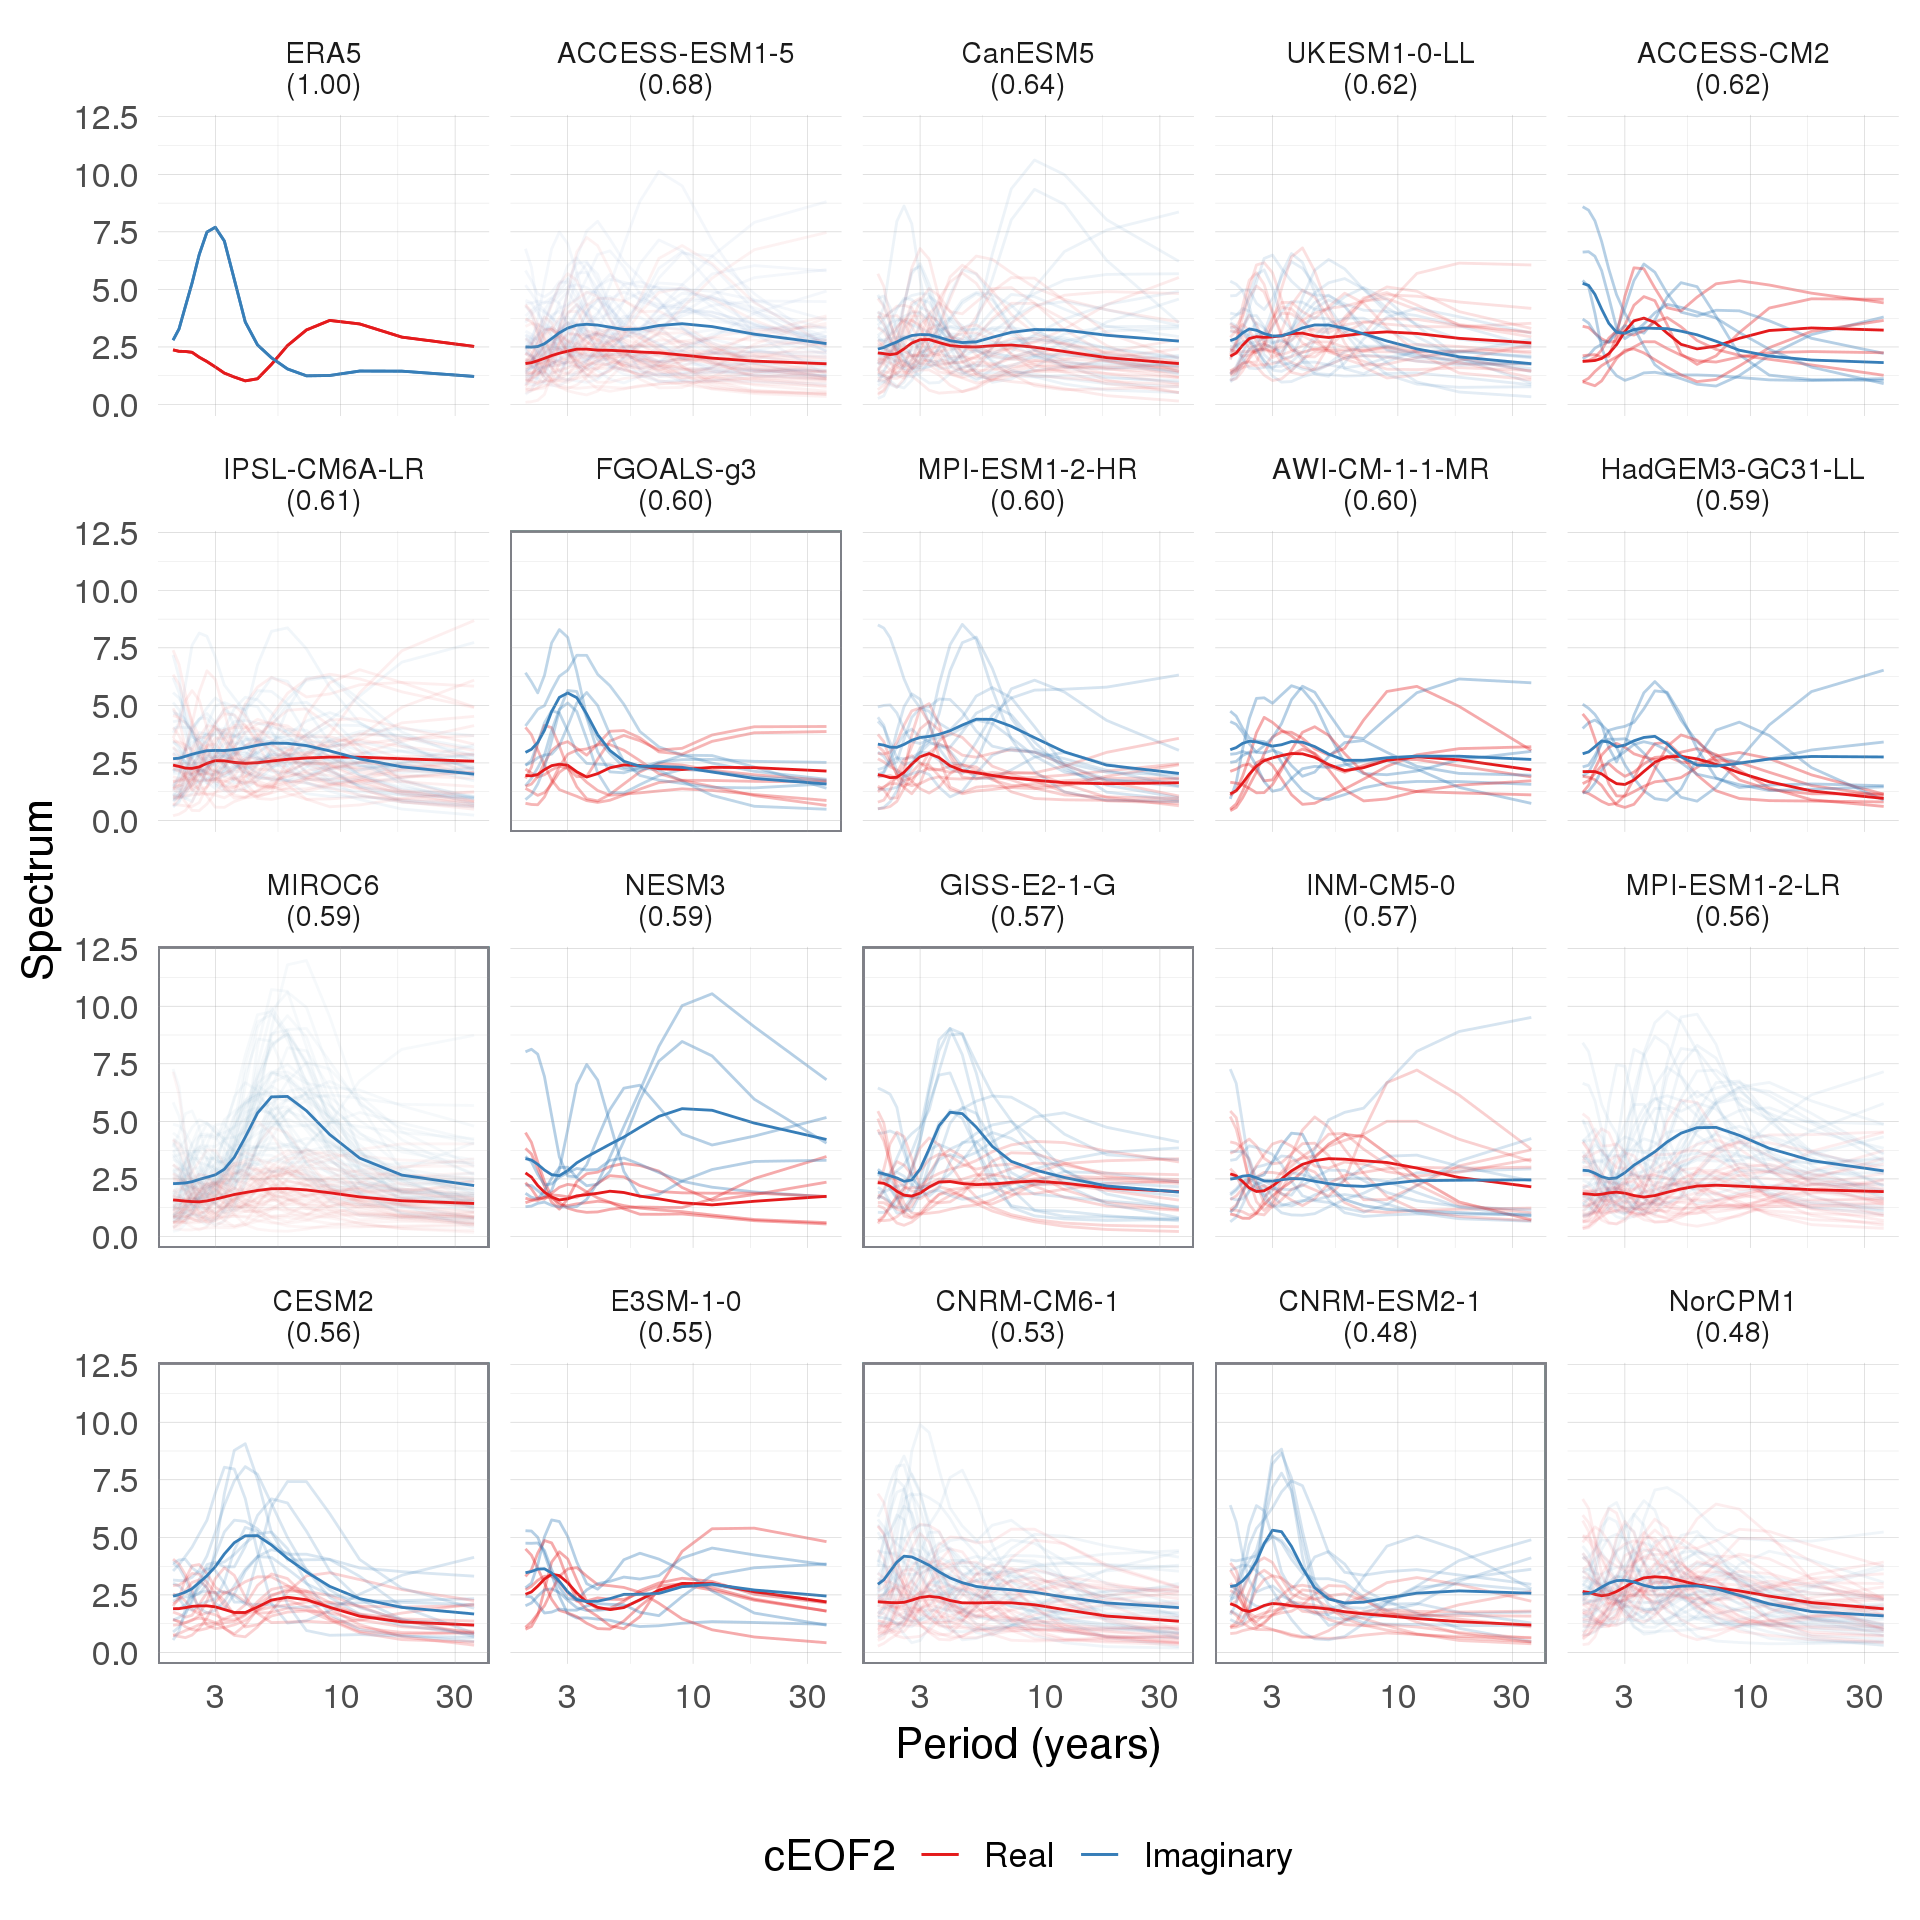 ERA5 ACCESS-ESM1-5 CanESM5 UKESM1-0-LL ACCESS-CM2
(1.00) (0.68) (0.64) (0.62) (0.62)
12.5
10.0
7.5
5.0
2.5
0.0
IPSL-CM6A-LR FGOALS-g3 MPI-ESM1-2-HR AWI-CM-1-1-MR HadGEM3-GC31-LL
(0.61) (0.60) (0.60) (0.60) (0.59)
12.5
10.0
7.5
5.0
2.5
0.0
Spectrum
MIROC6 NESM3 GISS-E2-1-G INM-CM5-0 MPI-ESM1-2-LR
(0.59) (0.59) (0.57) (0.57) (0.56)
12.5
10.0
7.5
5.0
2.5
0.0
CESM2 E3SM-1-0 CNRM-CM6-1 CNRM-ESM2-1 NorCPM1
(0.56) (0.55) (0.53) (0.48) (0.48)
12.5
10.0
7.5
5.0
2.5
0.0
3 10 30 3 10 30 3 10 30 3 10 30 3 10 30
Period (years)
cEOF2 Real Imaginary